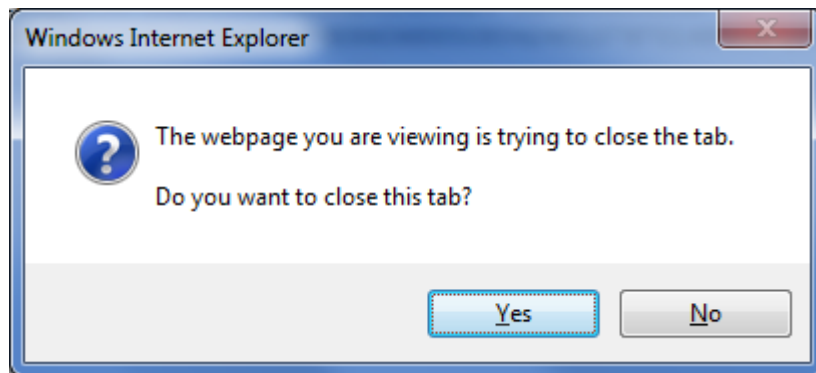 Windows Internet Explorer
The webpage you are viewing is trying to close the tab.
Do you want to close this tab?
Yes
No